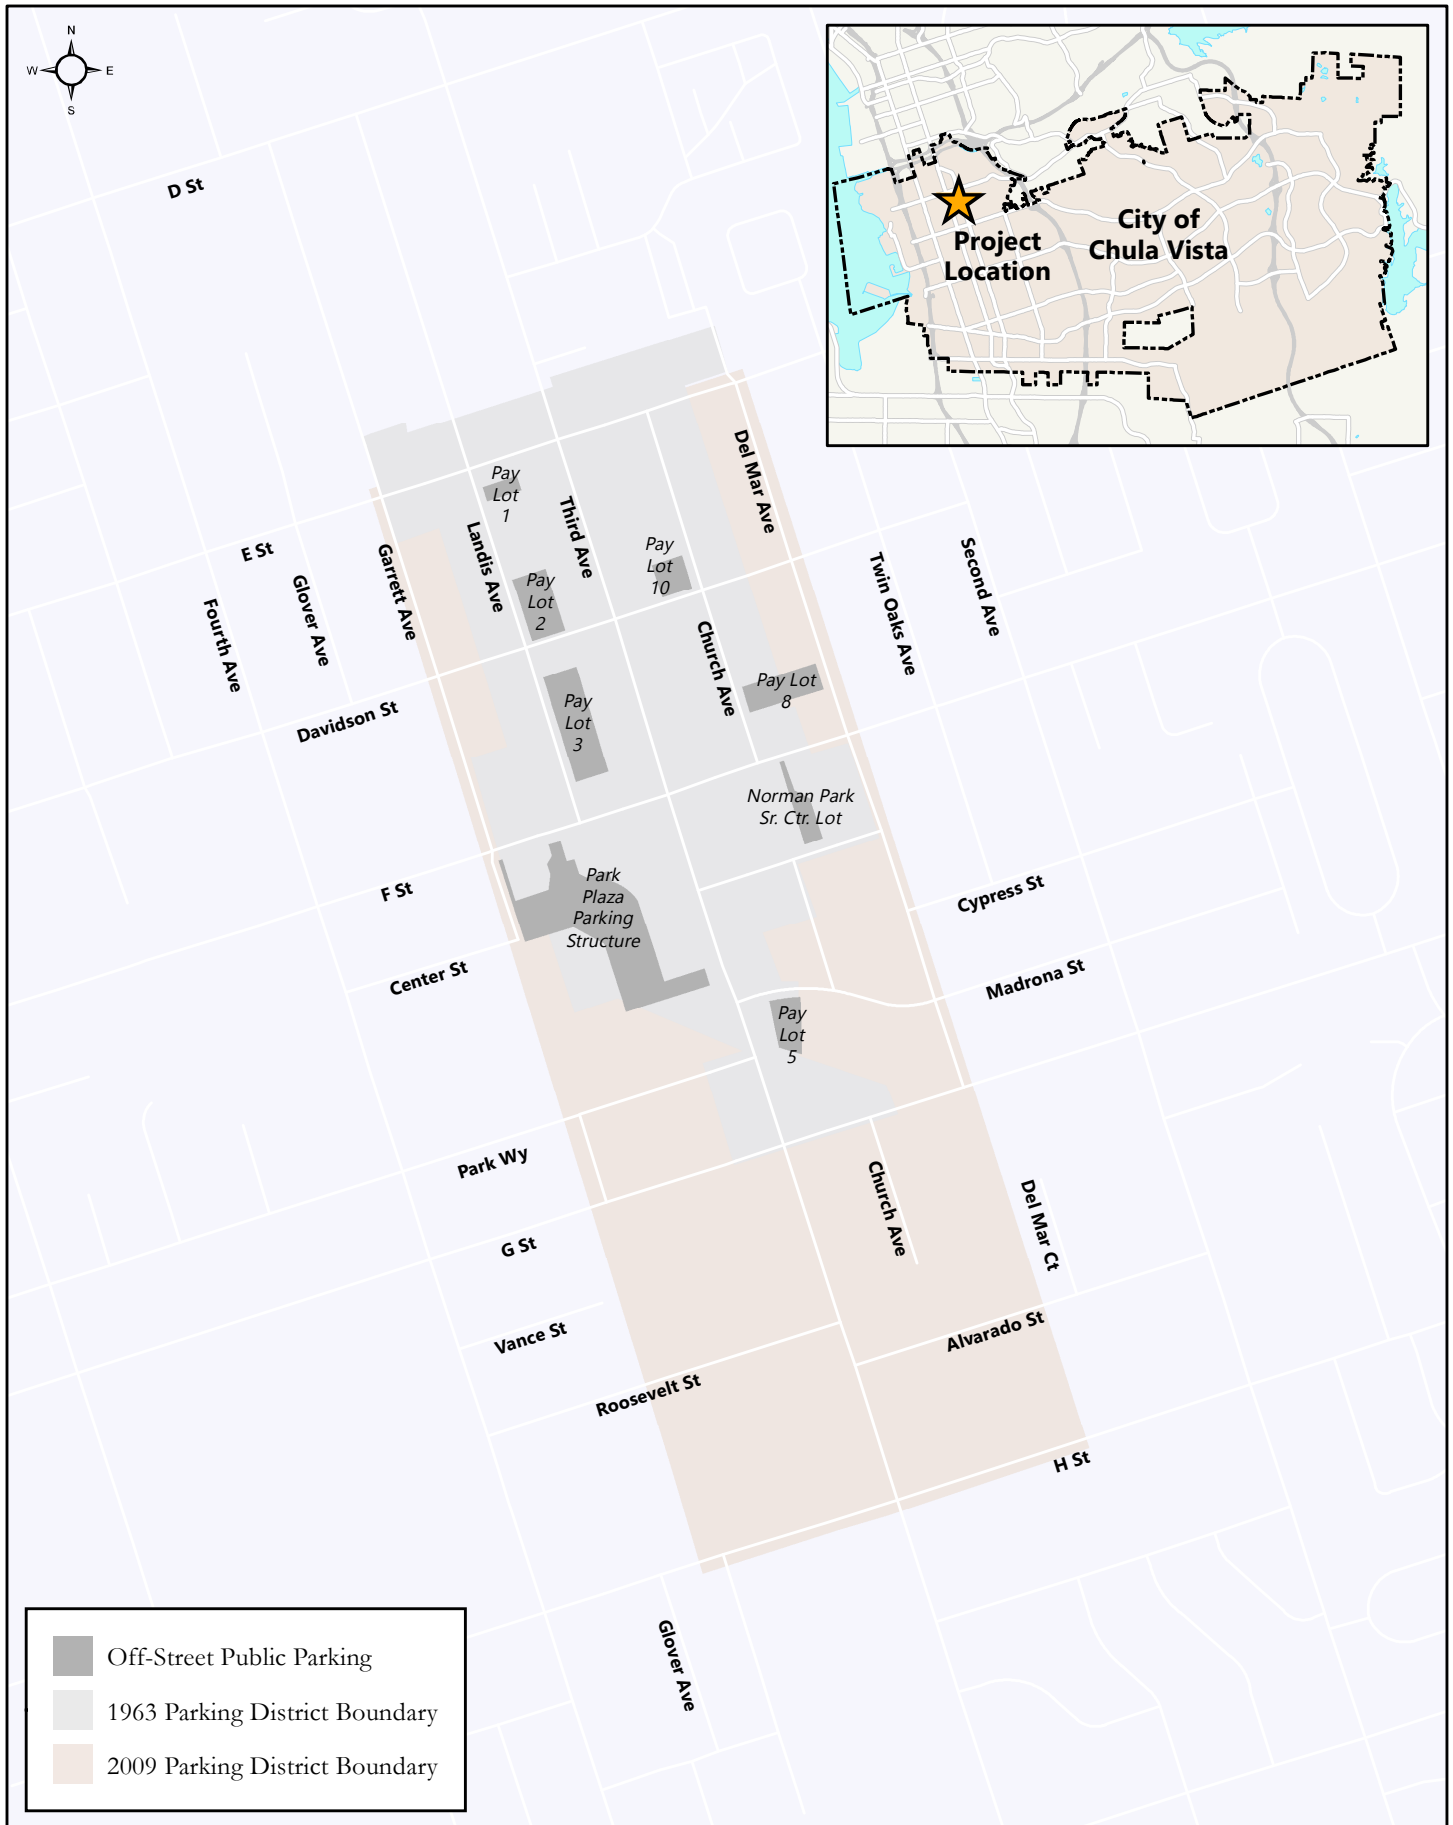 N
W
E
S
D St
City of
Chula Vista
Project
Location
Del Mar Ave
Pay
Lot
1
Third Ave
Landis Ave
E St
Garrett Ave
Glover Ave
Fourth Ave
Pay
Lot
10
Pay
Lot
2
Second Ave
Twin Oaks Ave
Church Ave
Pay Lot
8
Davidson St
Pay
Lot
3
Norman Park
Sr. Ctr. Lot
F St
Park
Plaza
Parking
Structure
Cypress St
Center St
Madrona St
Pay
Lot
5
Park Wy
Church Ave
Del Mar Ct
G St
Vance St
Alvarado St
Roosevelt St
H St
Glover Ave
Off-Street Public Parking
1963 Parking District Boundary
2009 Parking District Boundary